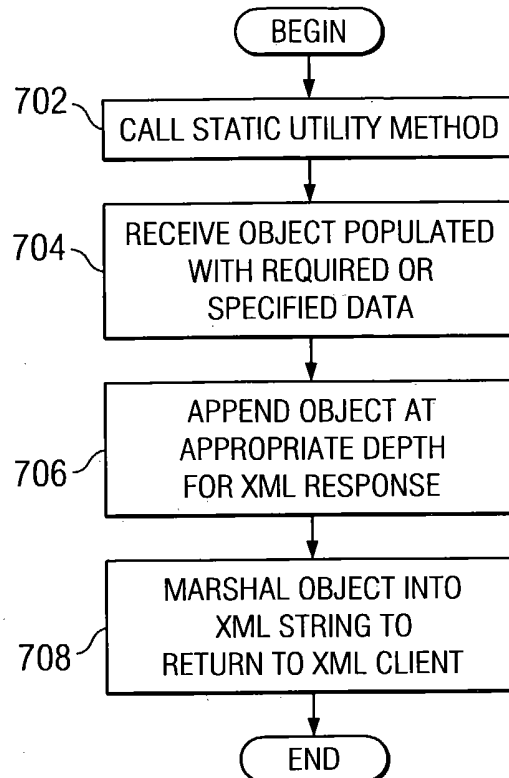 BEGIN
702
CALL STATIC UTILITY METHOD
704
RECEIVE OBJECT POPULATED
WITH REQUIRED OR
SPECIFIED DATA
706
APPEND OBJECT AT
APPROPRIATE DEPTH
FOR XML RESPONSE
708
MARSHAL OBJECT INTO
XML STRING TO
RETURN TO XML CLIENT
END